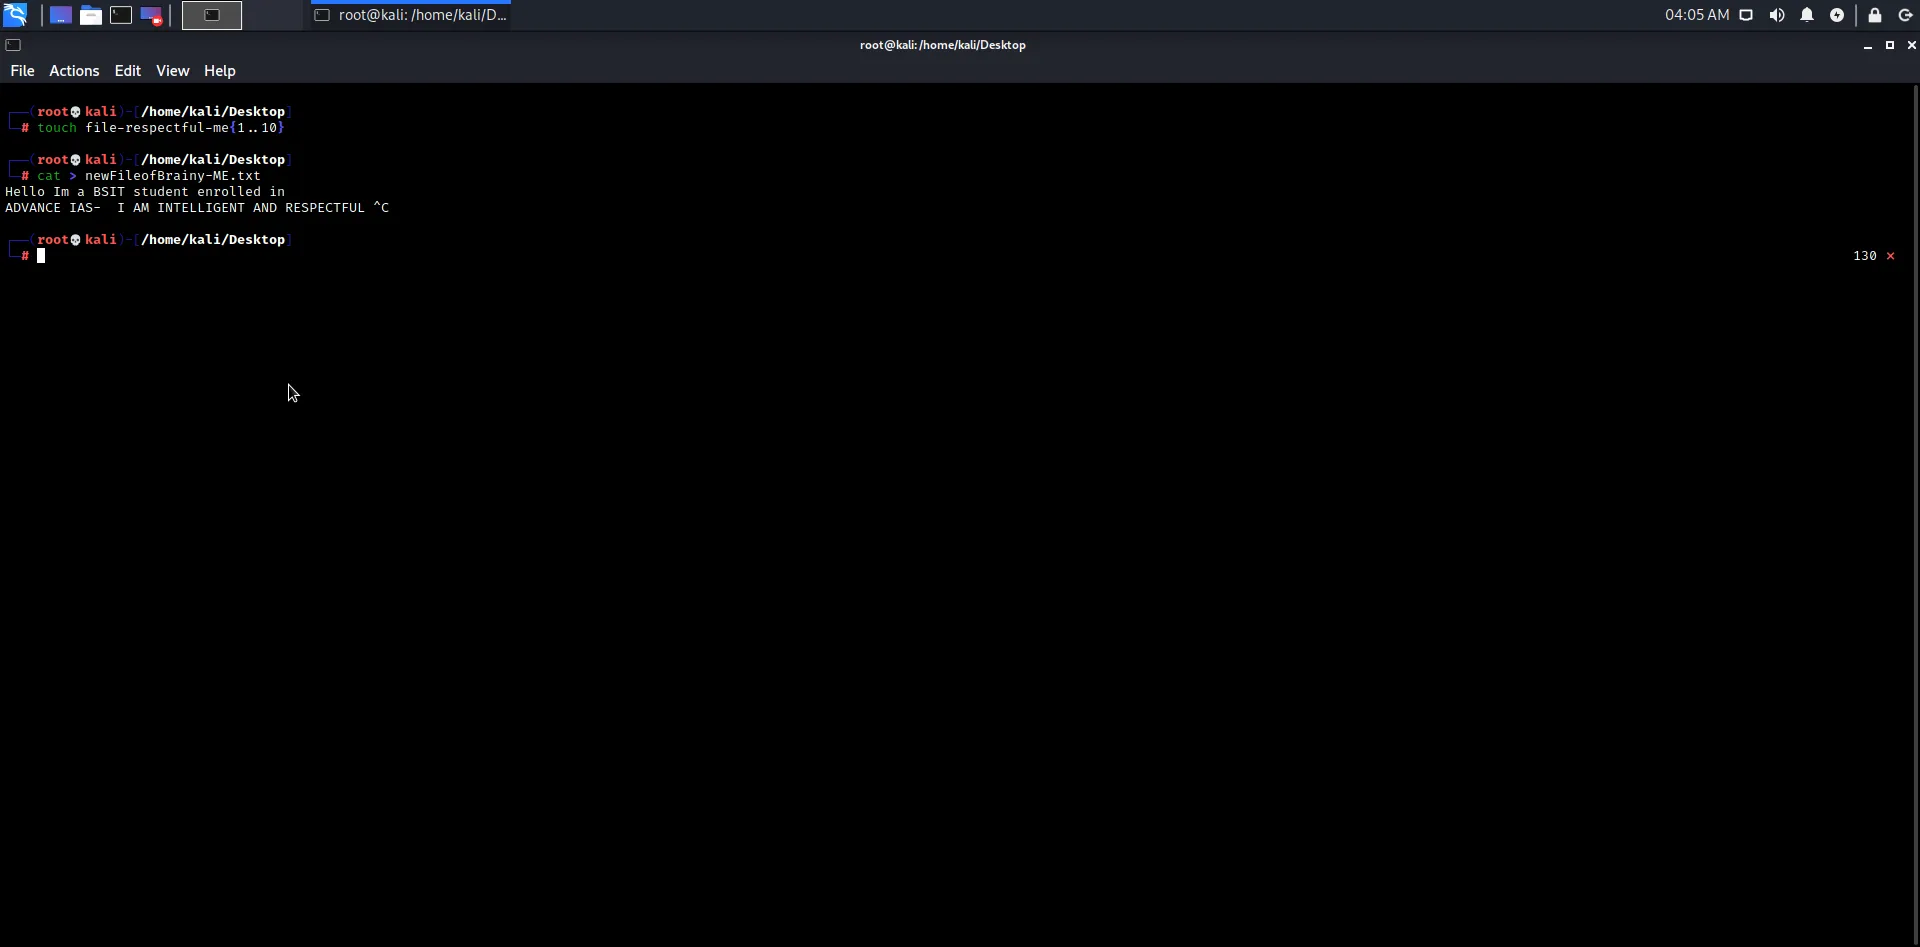 root@kali: /home/kali/D...
04:05 AM
root@kali: /home/kali/Desktop
File Actions Edit View Help
(root💀kali)-[/home/kali/Desktop]
# touch file-respectful-me{1..10}
(root💀kali)-[/home/kali/Desktop]
# cat > newFileofBrainy-ME.txt
Hello Im a BSIT student enrolled in
ADVANCE IAS-  I AM INTELLIGENT AND RESPECTFUL ^C
(root💀kali)-[/home/kali/Desktop]
# 130 ×